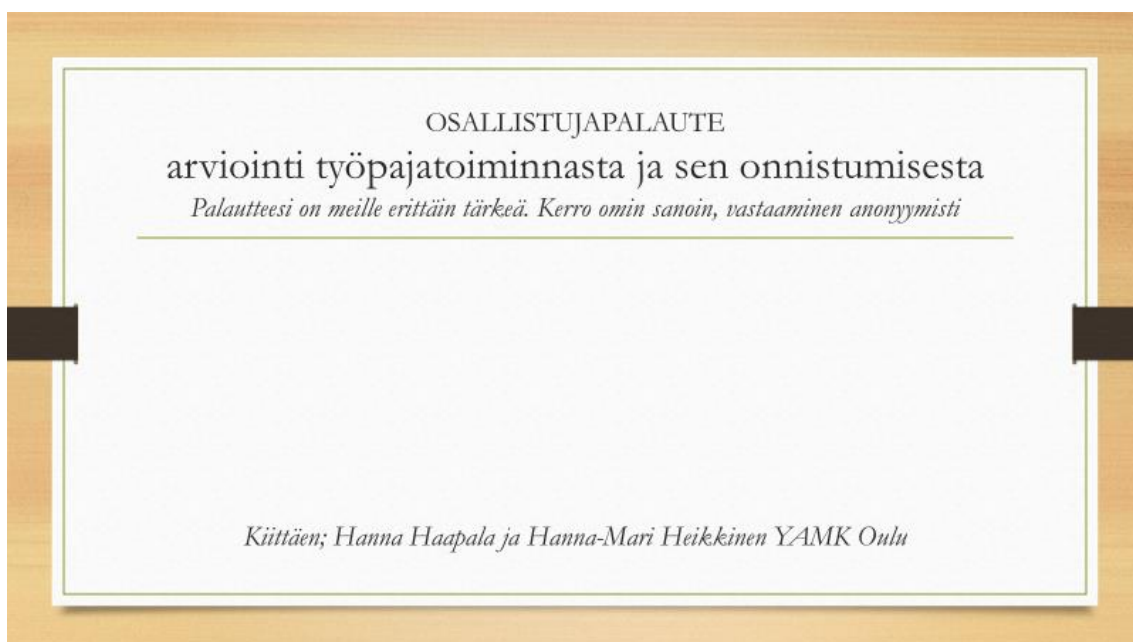 OSALLISTUJAPALAUTE
arviointi työpajatoiminnasta ja sen onnistumisesta
Palautteesi on meille erittäin tärkeä. Kerro omin sanoin, vastaaminen anonyymisti
Kiittäen; Hanna Haapala ja Hanna-Mari Heikkinen YAMK Oulu